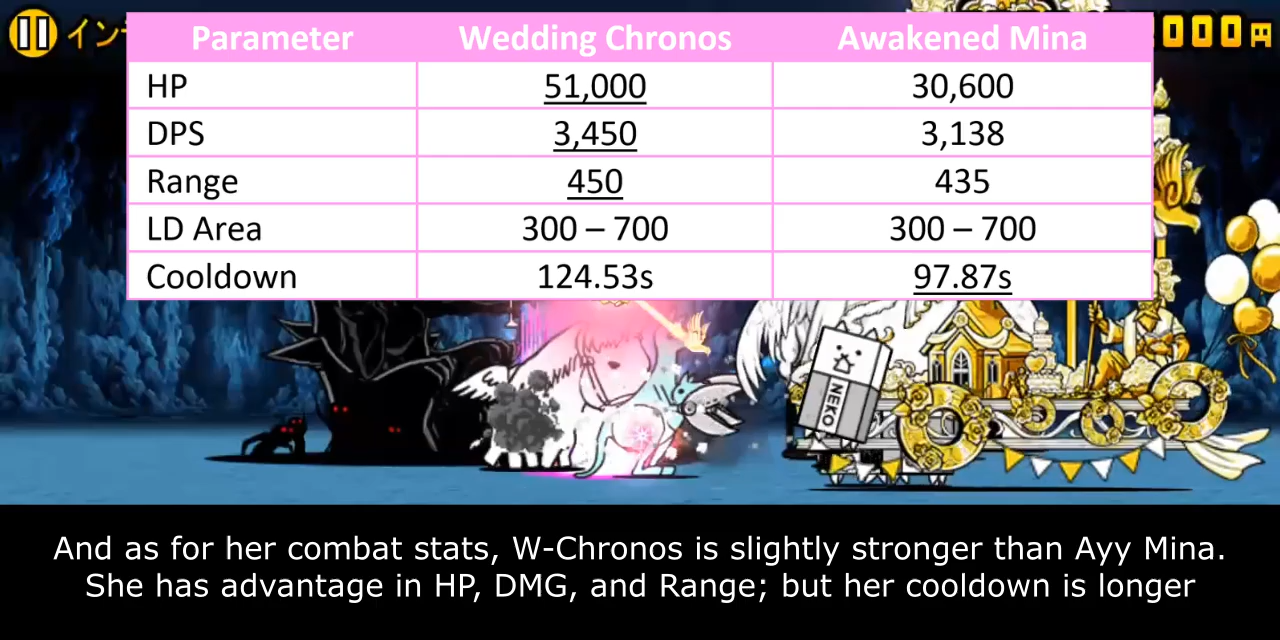 イン
000円
Parameter Wedding Chronos Awakened Mina
HP 51,000 30,600
DPS 3,450 3,138
Range 450 435
LD Area 300 – 700 300 – 700
Cooldown 124.53s 97.87s
NEKO
And as for her combat stats, W-Chronos is slightly stronger than Ayy Mina.
She has advantage in HP, DMG, and Range; but her cooldown is longer